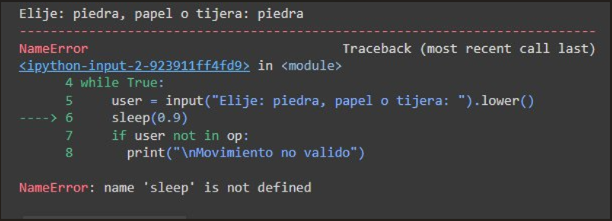 Elije: piedra, papel o tijera: piedra
---------------------------------------------------------------------------
NameError                                 Traceback (most recent call last)
<ipython-input-2-923911ff4fd9> in <module>
      4 while True:
      5     user = input("Elije: piedra, papel o tijera: ").lower()
----> 6     sleep(0.9)
      7     if user not in op:
      8       print("\nMovimiento no valido")
NameError: name 'sleep' is not defined